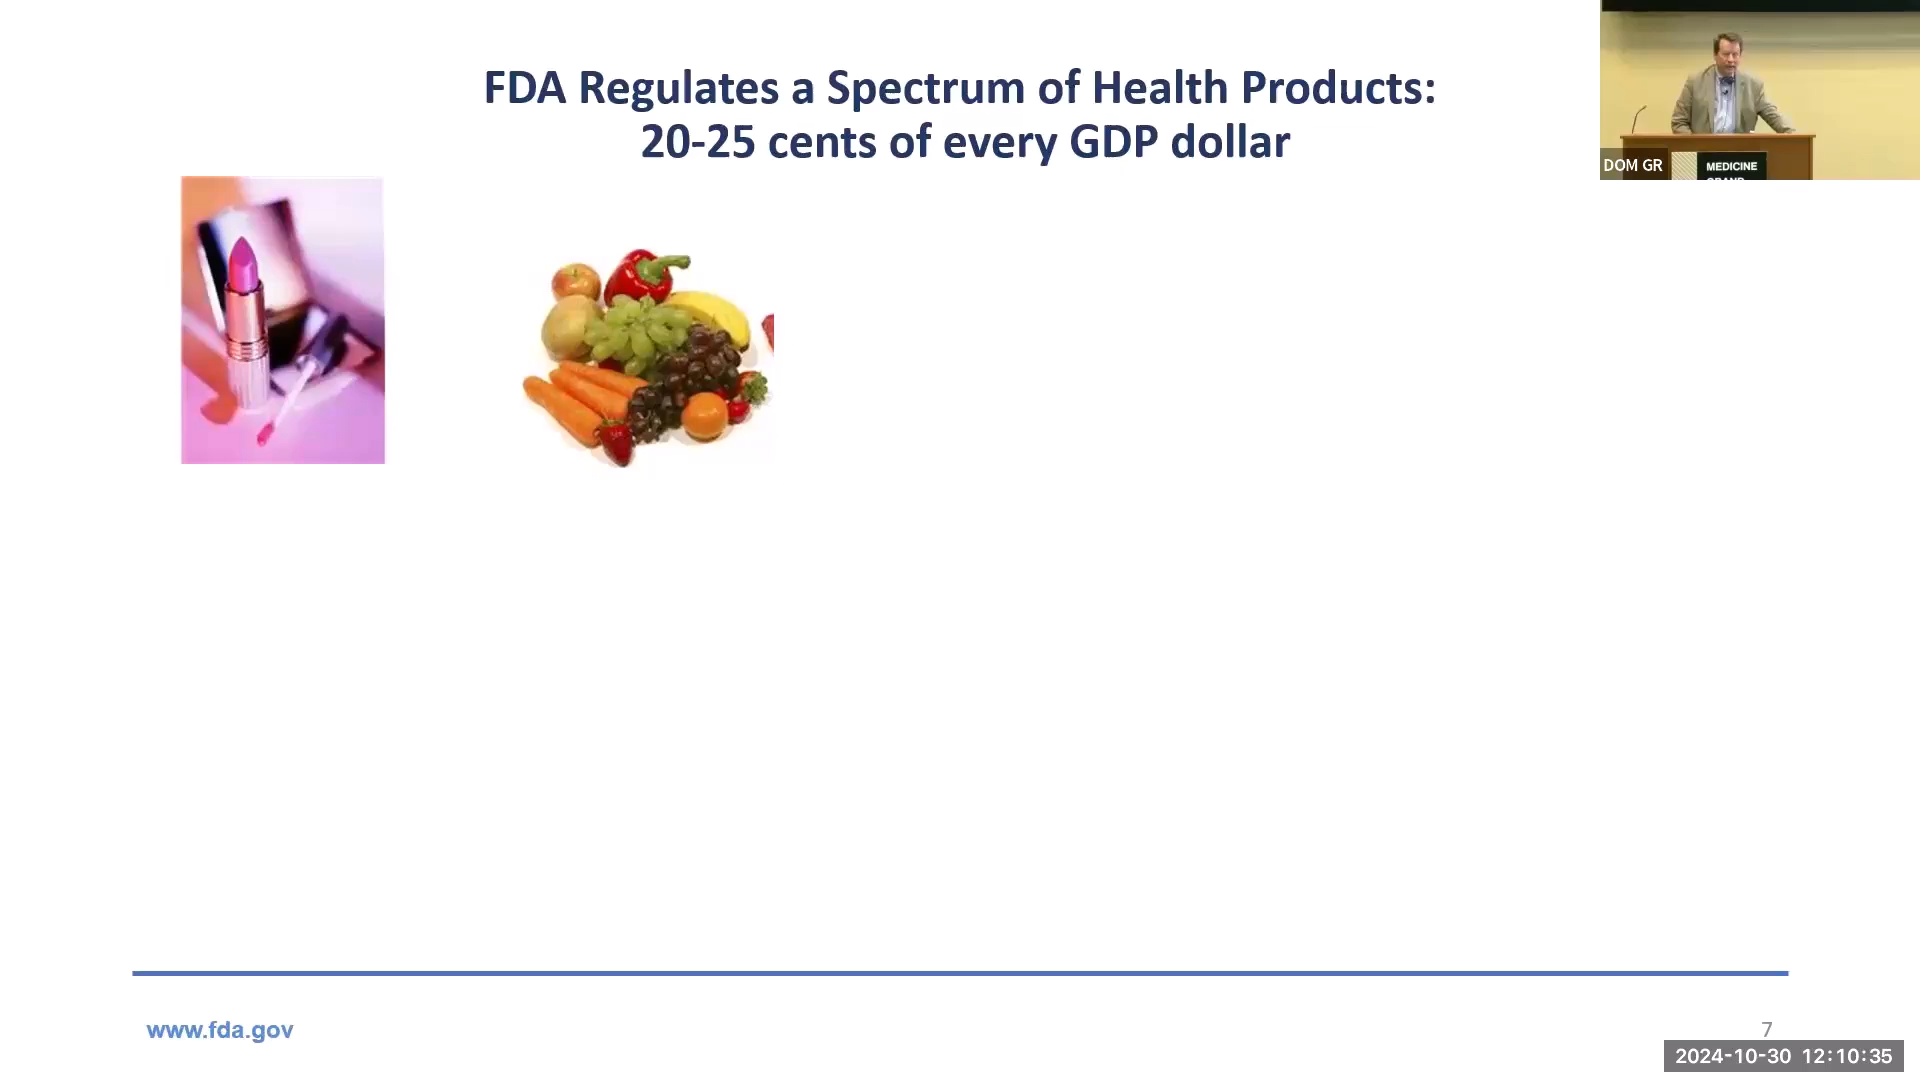 FDA Regulates a Spectrum of Health Products:
20-25 cents of every GDP dollar
DOM GR
MEDICINE
GRAND
www.fda.gov
7
2024-10-30 12:10:35